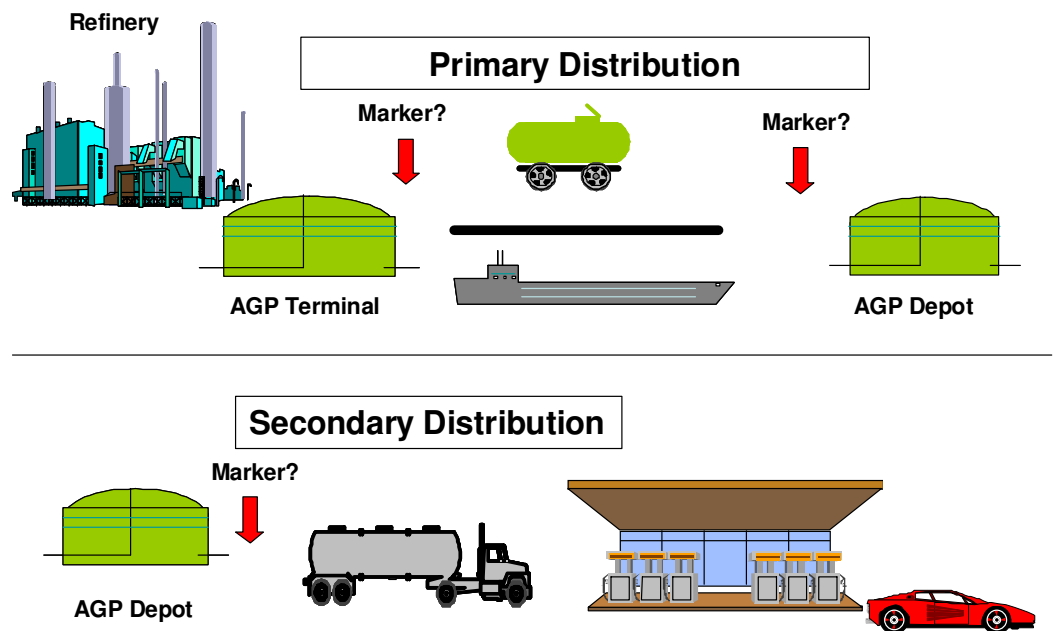 Refinery
Primary Distribution
Marker?
Marker?
AGP Terminal
AGP Depot
Secondary Distribution
Marker?
AGP Depot